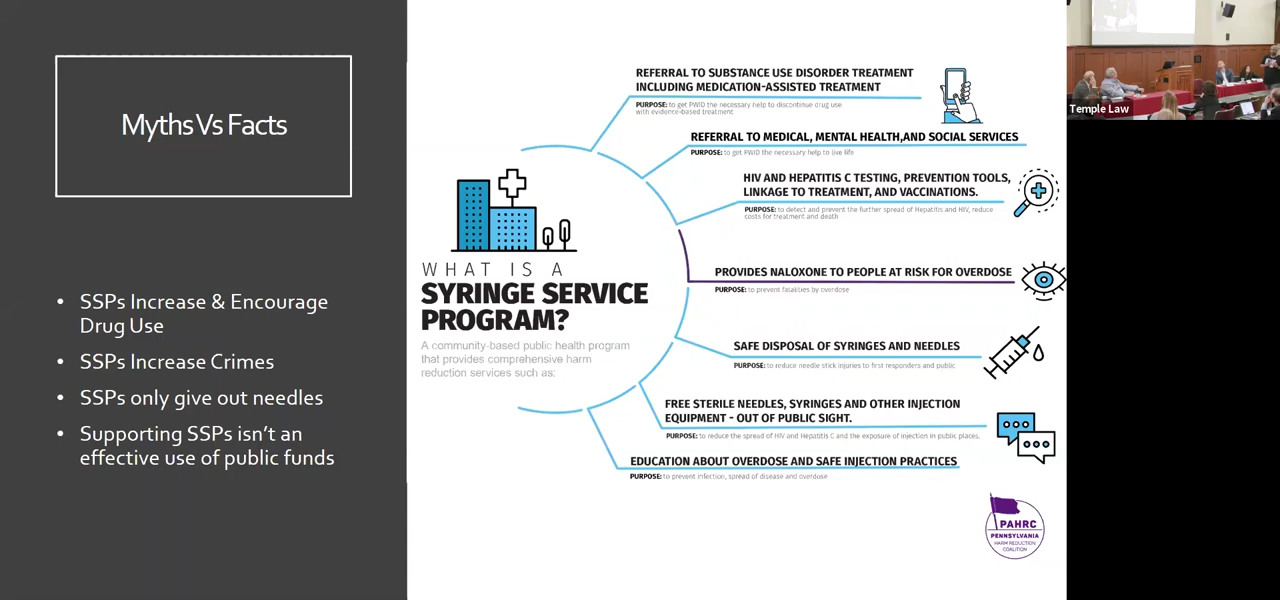 Myths Vs Facts
• SSPs Increase & Encourage
Drug Use
• SSPs Increase Crimes
• SSPs only give out needles
• Supporting SSPs isn't an
effective use of public funds
WHAT IS A
SYRINGE SERVICE
PROGRAM?
A community-based public health program
that provides comprehensive harm
reduction services such as:
REFERRAL TO SUBSTANCE USE DISORDER TREATMENT
INCLUDING MEDICATION-ASSISTED TREATMENT
PURPOSE: to get PWID the necessary help to discontinue drug use
with evidence-based treatment
REFERRAL TO MEDICAL, MENTAL HEALTH,AND SOCIAL SERVICES
PURPOSE: to get PWID the necessary help to live life
HIV AND HEPATITIS C TESTING, PREVENTION TOOLS,
LINKAGE TO TREATMENT, AND VACCINATIONS.
PURPOSE: to detect and prevent the further spread of Hepatitis and HIV, reduce
costs for treatment and death
PROVIDES NALOXONE TO PEOPLE AT RISK FOR OVERDOSE
PURPOSE: to prevent fatalities by overdose
SAFE DISPOSAL OF SYRINGES AND NEEDLES
PURPOSE: to reduce needle stick injuries to first responders and public
FREE STERILE NEEDLES, SYRINGES AND OTHER INJECTION
EQUIPMENT - OUT OF PUBLIC SIGHT.
PURPOSE: to reduce the spread of HIV and Hepatitis C and the exposure of injection in public places.
EDUCATION ABOUT OVERDOSE AND SAFE INJECTION PRACTICES
PURPOSE: to prevent infection, spread of disease and overdose
PAHRC
PENNSYLVANIA
HARM REDUCTION
COALITION
Temple Law